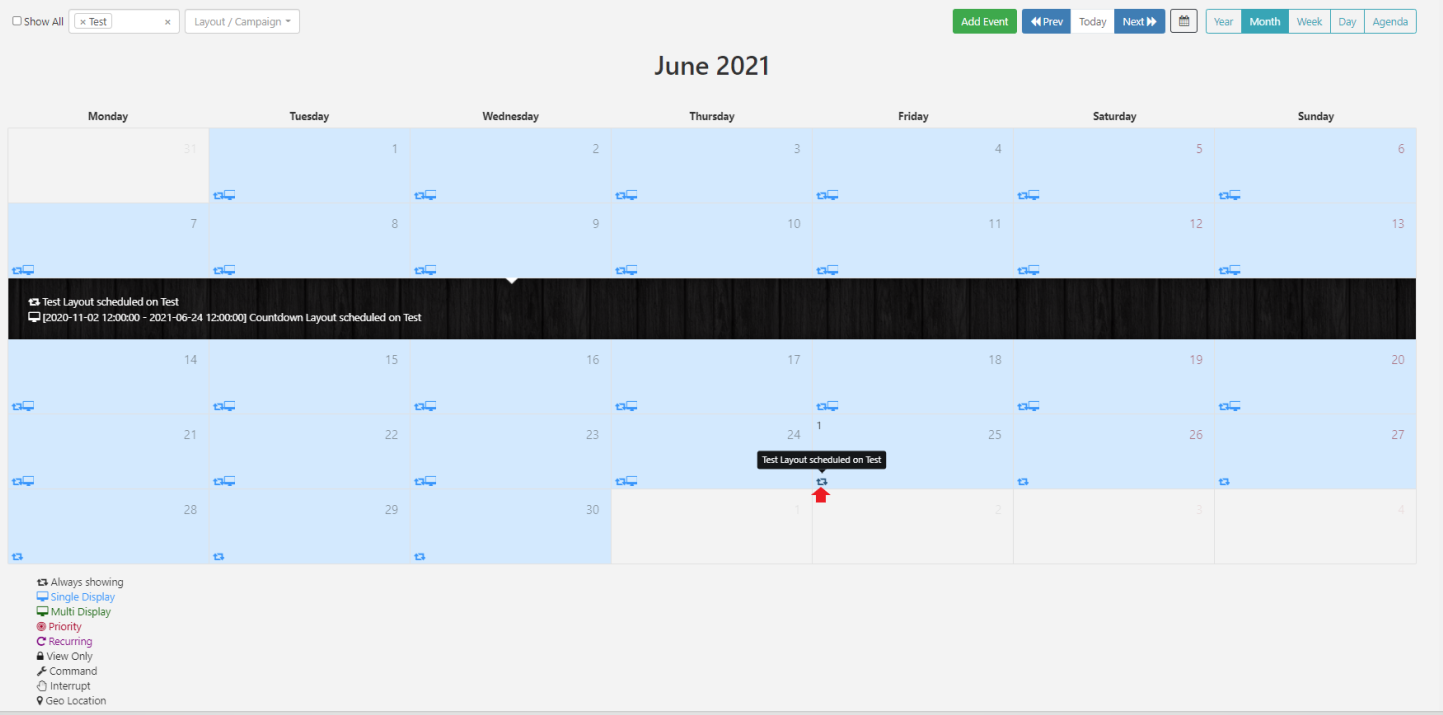 Show All × Test × Layout / Campaign Add Event Prev Today Next Year Month Week Day Agenda
June 2021
Monday Tuesday Wednesday Thursday Friday Saturday Sunday
31 1 2 3 4 5 6
7 8 9 10 11 12 13
Test Layout scheduled on Test
[2020-11-02 12:00:00 - 2021-06-24 12:00:00] Countdown Layout scheduled on Test
14 15 16 17 18 19 20
1
21 22 23 24 25 26 27
Test Layout scheduled on Test
28 29 30 1 2 3 4
Always showing
Single Display
Multi Display
Priority
Recurring
View Only
Command
Interrupt
Geo Location